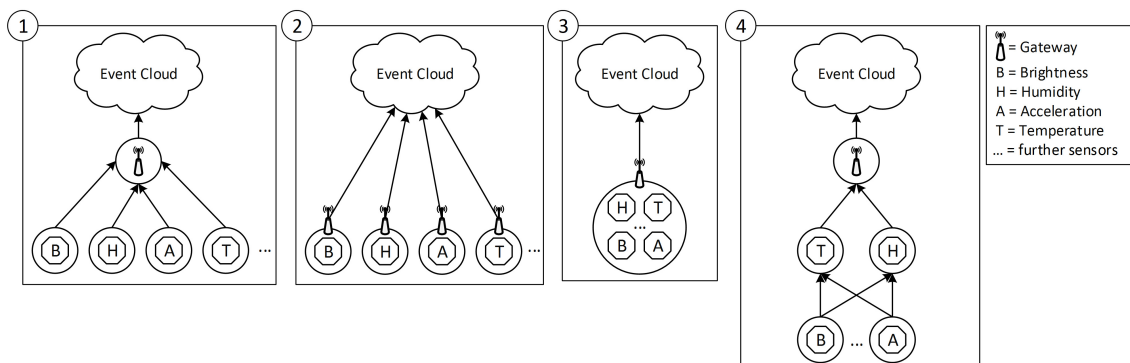 1
Event Cloud
B H A T ...
2
Event Cloud
B H A T ...
3
Event Cloud
H T
...
B A
4
Event Cloud
T H
B ... A
= Gateway
B = Brightness
H = Humidity
A = Acceleration
T = Temperature
... = further sensors